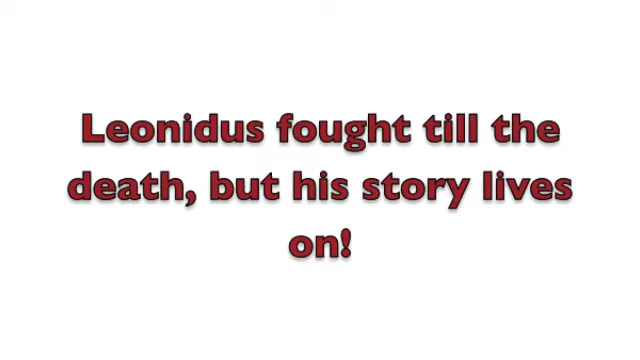 Leonidus fought till the
death, but his story lives
on!